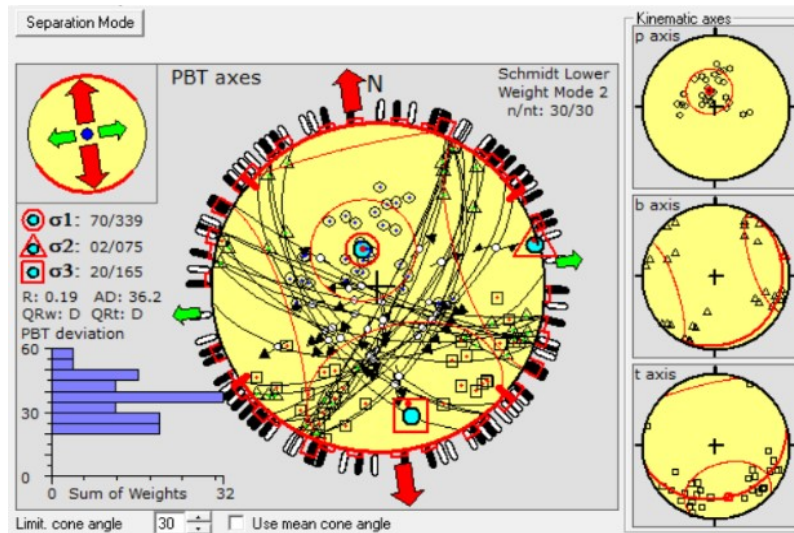 Separation Mode
PBT axes
N
Schmidt Lower
Weight Mode 2
n/nt: 30/30
σ1: 70/339
σ2: 02/075
σ3: 20/165
R: 0.19 AD: 36.2
QRw: D QRt: D
PBT deviation
60
30
0
0 Sum of Weights 32
Limit. cone angle 30 Use mean cone angle
Kinematic axes
p axis
b axis
t axis